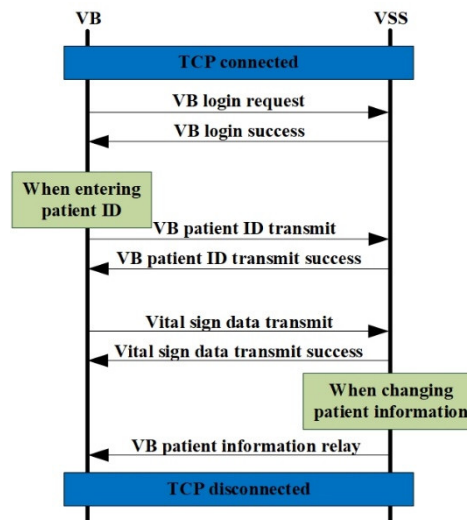 VB VSS
TCP connected
VB login request
VB login success
When entering
patient ID
VB patient ID transmit
VB patient ID transmit success
Vital sign data transmit
Vital sign data transmit success
When changing
patient information
VB patient information relay
TCP disconnected